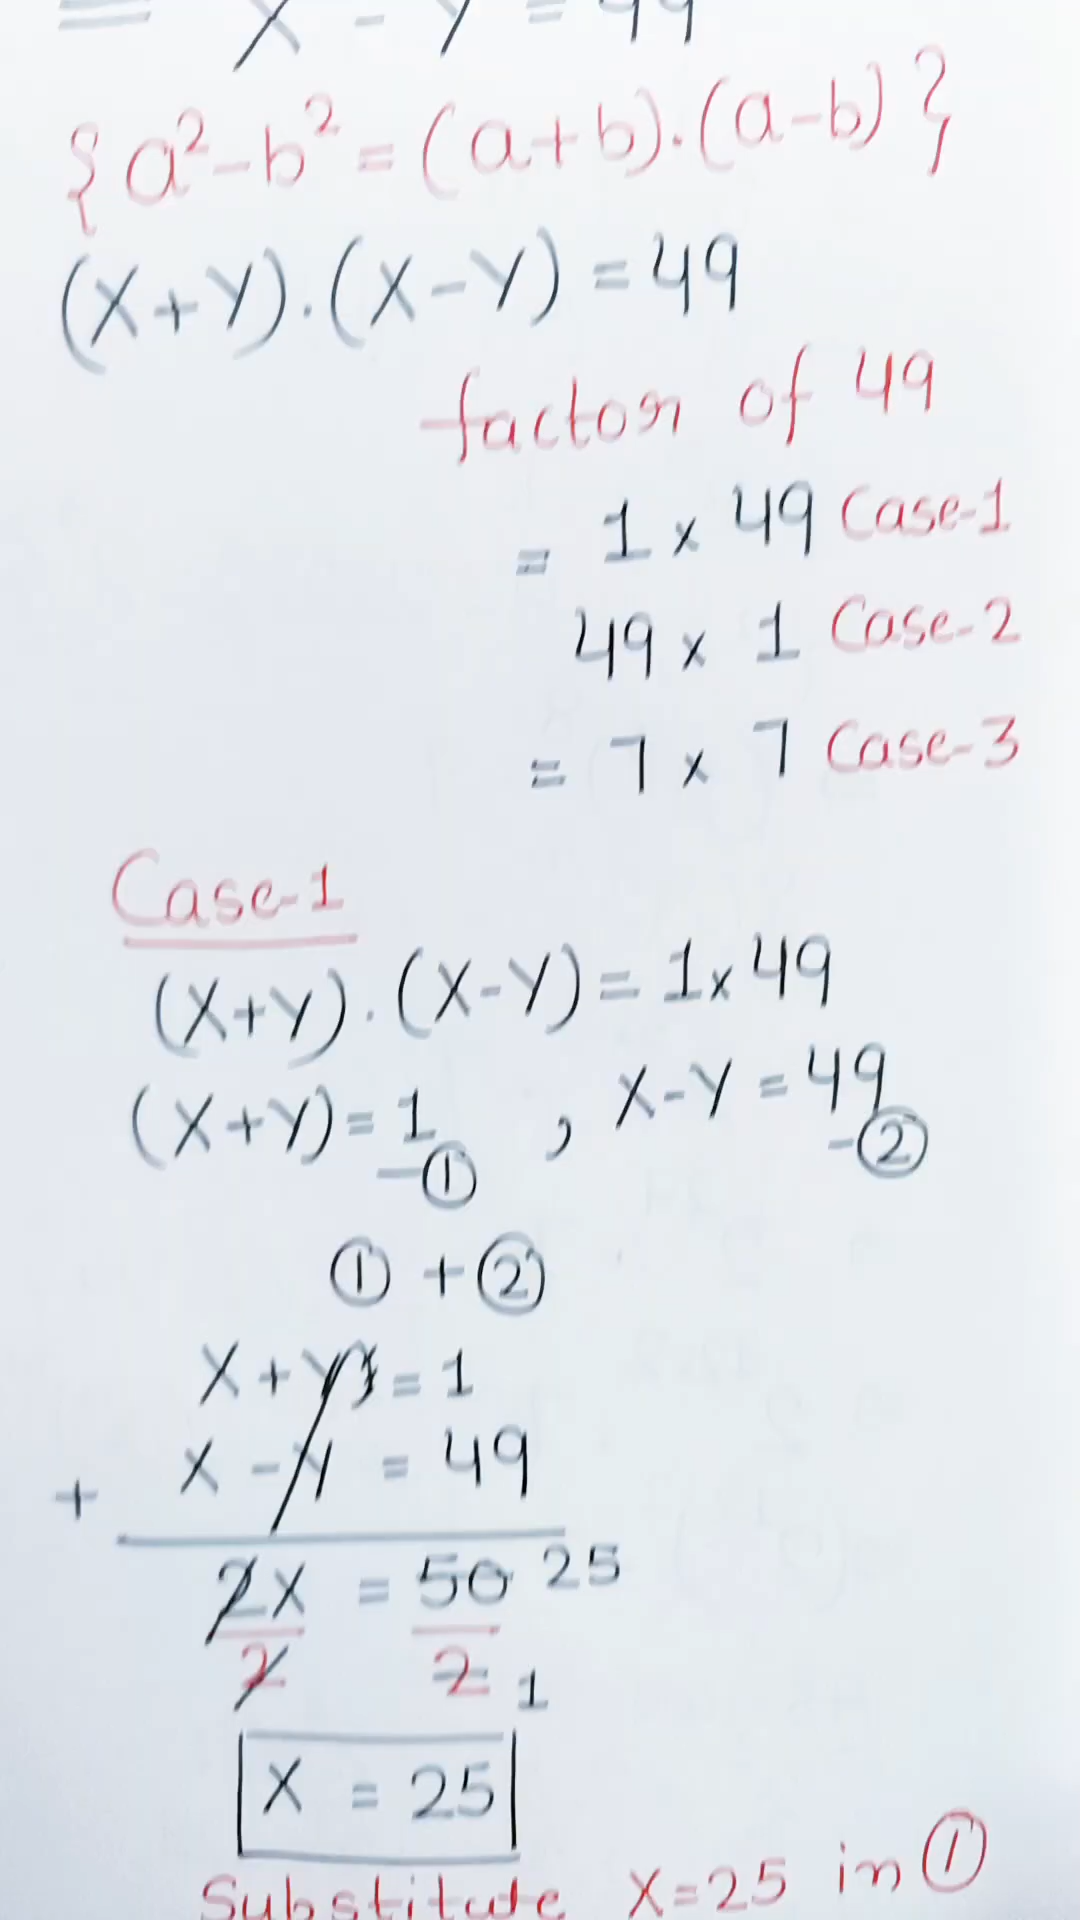 = X - Y = 49
{a²-b² = (a+b).(a-b)}
(X+Y).(X-Y) = 49
factor of 49
= 1 x 49 Case-1
49 x 1 Case-2
= 7 x 7 Case-3
Case-1
(X+Y).(X-Y) = 1x49
(X+Y) = 1 -①, X-Y = 49 -②
① + ②
X + Y = 1
+ X - Y = 49
2X = 50 25
2 2 1
X = 25
Substitute X=25 in ①